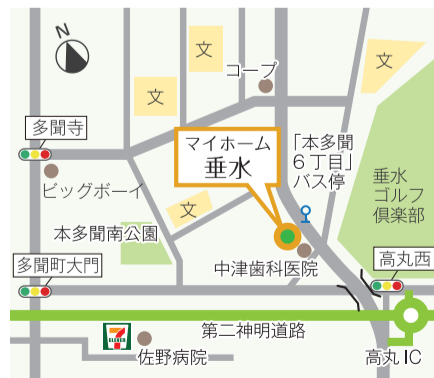 N
文
文
文
コープ
多聞寺
マイホーム
垂水
「本多聞
6丁目」
バス停
ビッグボーイ
文
垂水
ゴルフ
倶楽部
本多聞南公園
多聞町大門
中津歯科医院
高丸西
第二神明道路
7
ELEVEN
佐野病院
高丸IC